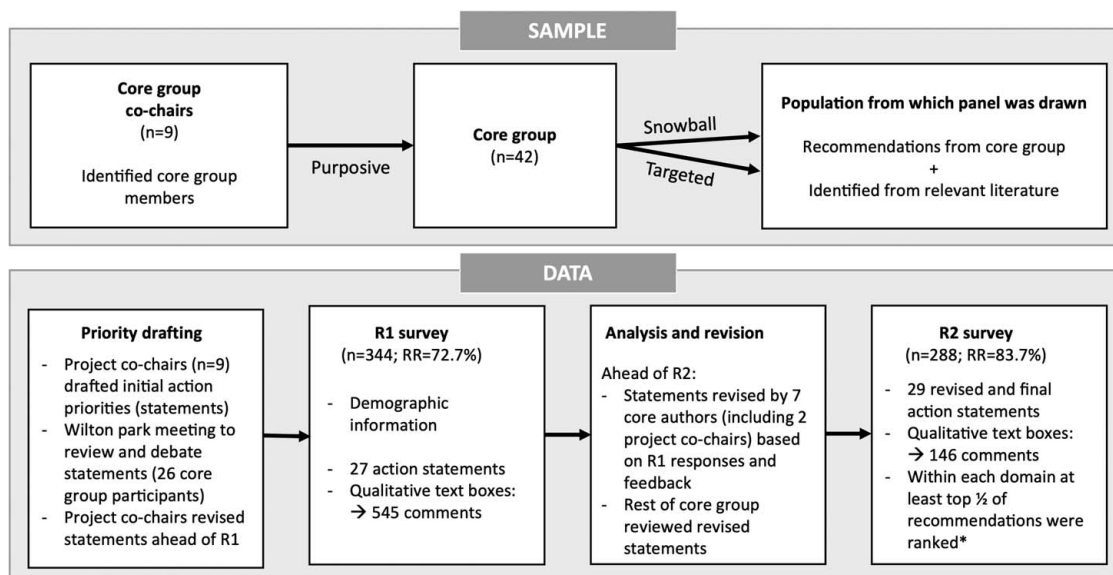 SAMPLE
Core group
co-chairs
(n=9)
Identified core group
members
Purposive
Core group
(n=42)
Snowball
Targeted
Population from which panel was drawn
Recommendations from core group
+
Identified from relevant literature
DATA
Priority drafting
- Project co-chairs (n=9)
drafted initial action
priorities (statements)
- Wilton park meeting to
review and debate
statements (26 core
group participants)
- Project co-chairs revised
statements ahead of R1
R1 survey
(n=344; RR=72.7%)
- Demographic
information
- 27 action statements
- Qualitative text boxes:
→ 545 comments
Analysis and revision
Ahead of R2:
- Statements revised by 7
core authors (including 2
project co-chairs) based
on R1 responses and
feedback
- Rest of core group
reviewed revised
statements
R2 survey
(n=288; RR=83.7%)
- 29 revised and final
action statements
- Qualitative text boxes:
→ 146 comments
- Within each domain at
least top ½ of
recommendations were
ranked*